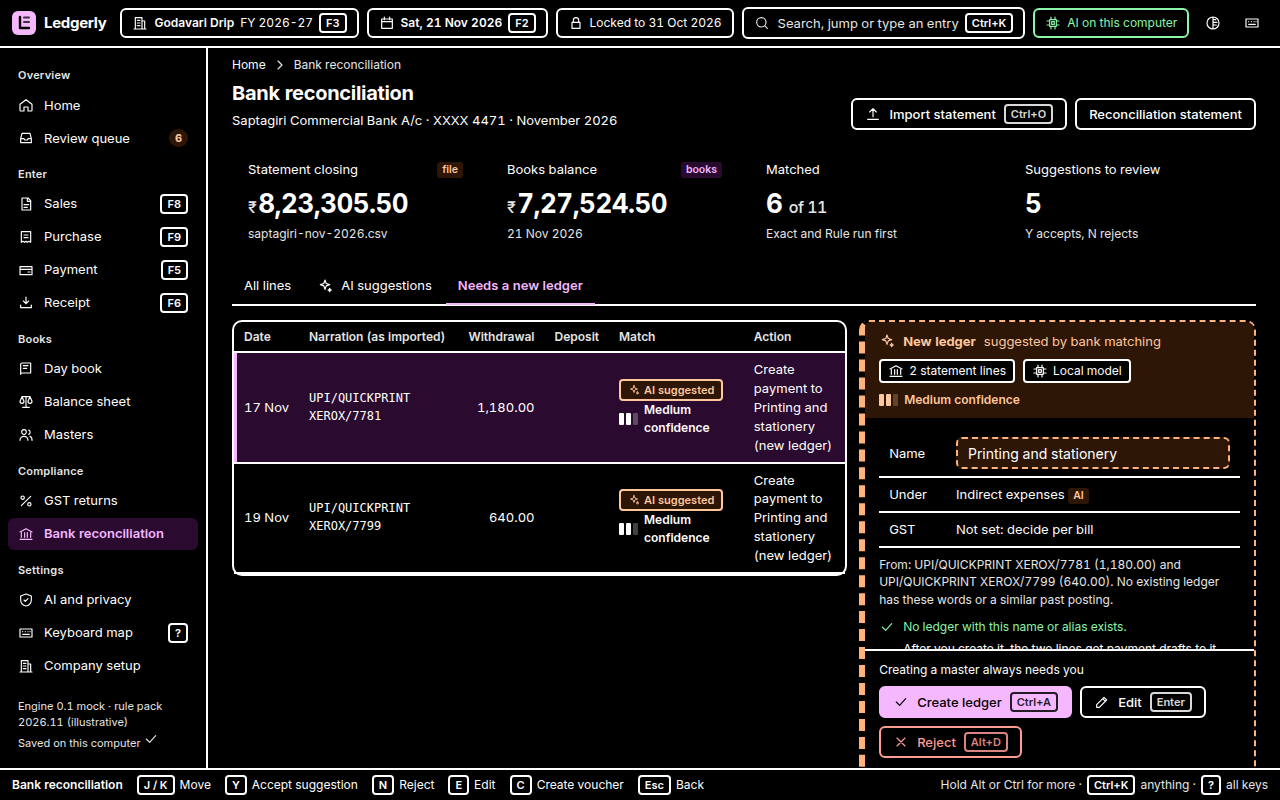 Ledgerly
Godavari Drip FY 2026-27 F3
Sat, 21 Nov 2026 F2
Locked to 31 Oct 2026
Search, jump or type an entry Ctrl+K
AI on this computer
Overview
Home
Review queue 6
Enter
Sales F8
Purchase F9
Payment F5
Receipt F6
Books
Day book
Balance sheet
Masters
Compliance
GST returns
Bank reconciliation
Settings
AI and privacy
Keyboard map ?
Company setup
Engine 0.1 mock · rule pack
2026.11 (illustrative)
Saved on this computer
Home > Bank reconciliation
Bank reconciliation
Saptagiri Commercial Bank A/c · XXXX 4471 · November 2026
Import statement Ctrl+O
Reconciliation statement
Statement closing file
₹8,23,305.50
saptagiri-nov-2026.csv
Books balance books
₹7,27,524.50
21 Nov 2026
Matched
6 of 11
Exact and Rule run first
Suggestions to review
5
Y accepts, N rejects
All lines
AI suggestions
Needs a new ledger
Date Narration (as imported) Withdrawal Deposit Match Action
17 Nov
UPI/QUICKPRINT
XEROX/7781
1,180.00
AI suggested
Medium
confidence
Create
payment to
Printing and
stationery
(new ledger)
19 Nov
UPI/QUICKPRINT
XEROX/7799
640.00
AI suggested
Medium
confidence
Create
payment to
Printing and
stationery
(new ledger)
New ledger suggested by bank matching
2 statement lines
Local model
Medium confidence
Name Printing and stationery
Under Indirect expenses AI
GST Not set: decide per bill
From: UPI/QUICKPRINT XEROX/7781 (1,180.00) and
UPI/QUICKPRINT XEROX/7799 (640.00). No existing ledger
has these words or a similar past posting.
No ledger with this name or alias exists.
After you create it, the two lines get payment drafts to it
Creating a master always needs you
Create ledger Ctrl+A
Edit Enter
Reject Alt+D
Bank reconciliation J / K Move Y Accept suggestion N Reject E Edit C Create voucher Esc Back
Hold Alt or Ctrl for more · Ctrl+K anything · ? all keys